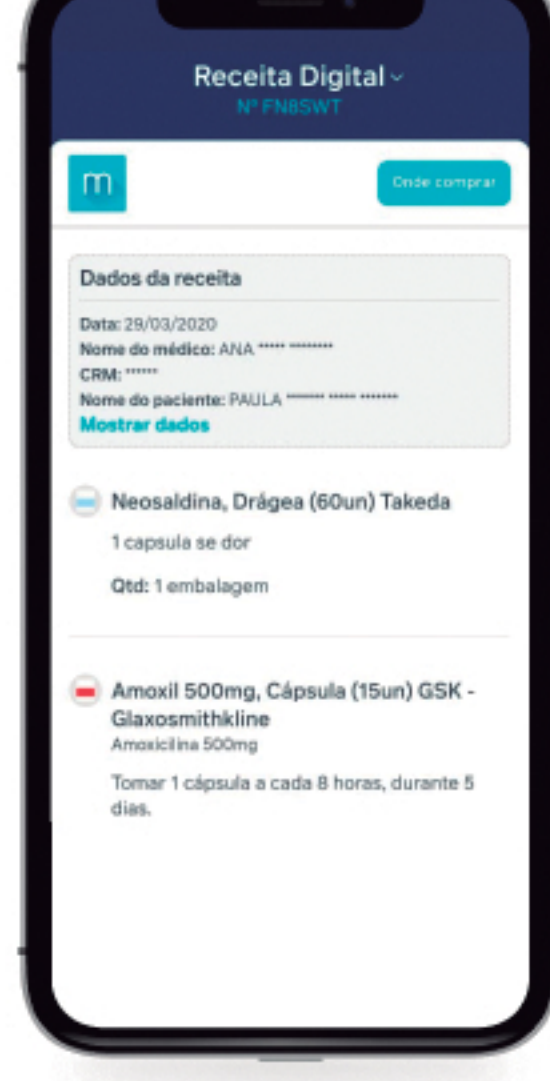 Receita Digital
Nº FN8SWT
m
Onde comprar
Dados da receita
Data: 29/03/2020
Nome do médico: ANA ***** ********
CRM: ******
Nome do paciente: PAULA ******* ***** *******
Mostrar dados
Neosaldina, Drágea (60un) Takeda
1 capsula se dor
Qtd: 1 embalagem
Amoxil 500mg, Cápsula (15un) GSK -
Glaxosmithkline
Amoxicilina 500mg
Tomar 1 cápsula a cada 8 horas, durante 5
dias.